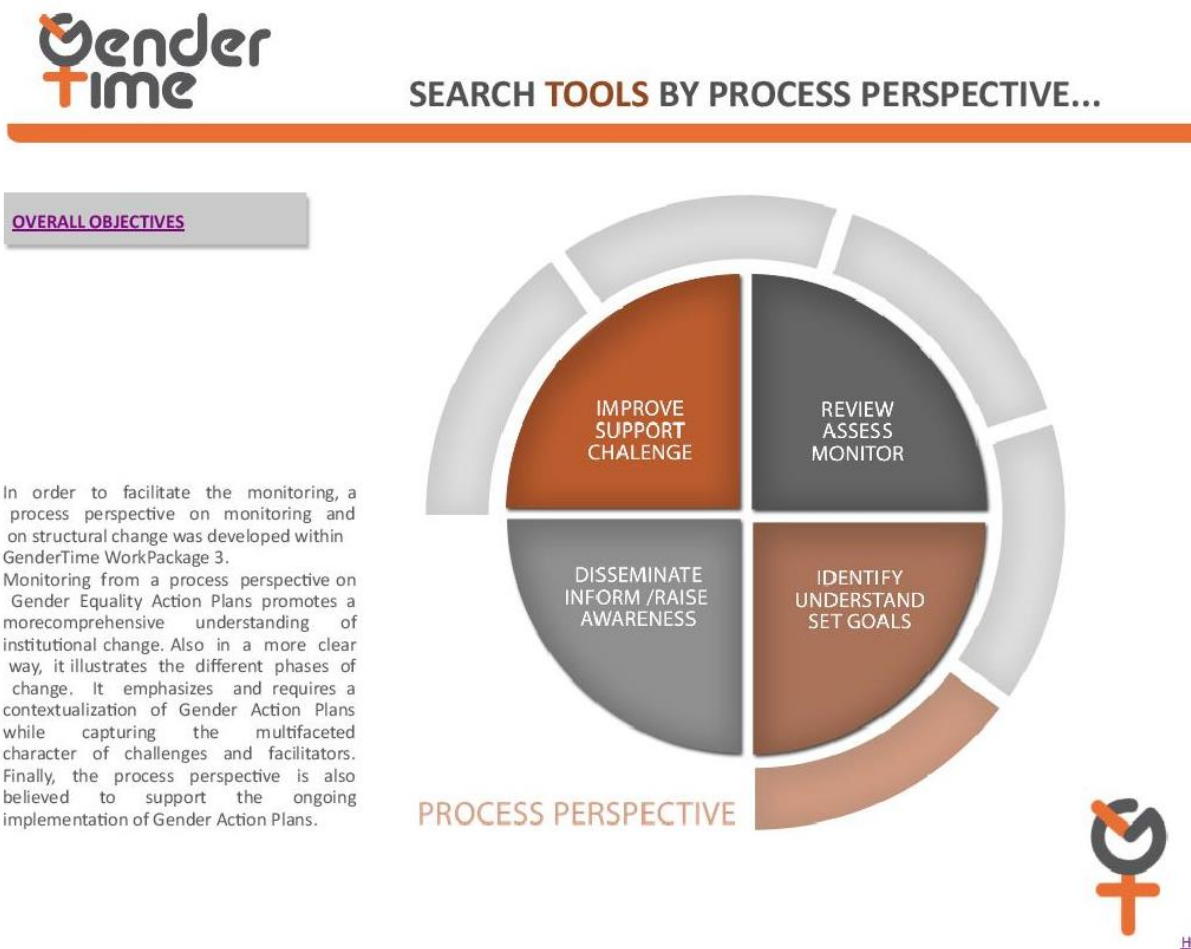 Gender
Time
SEARCH TOOLS BY PROCESS PERSPECTIVE...
OVERALL OBJECTIVES
In order to facilitate the monitoring, a
process perspective on monitoring and
on structural change was developed within
GenderTime WorkPackage 3.
Monitoring from a process perspective on
Gender Equality Action Plans promotes a
morecomprehensive understanding of
institutional change. Also in a more clear
way, it illustrates the different phases of
change. It emphasizes and requires a
contextualization of Gender Action Plans
while capturing the multifaceted
character of challenges and facilitators.
Finally, the process perspective is also
believed to support the ongoing
implementation of Gender Action Plans.
IMPROVE
SUPPORT
CHALENGE
REVIEW
ASSESS
MONITOR
DISSEMINATE
INFORM /RAISE
AWARENESS
IDENTIFY
UNDERSTAND
SET GOALS
PROCESS PERSPECTIVE
H